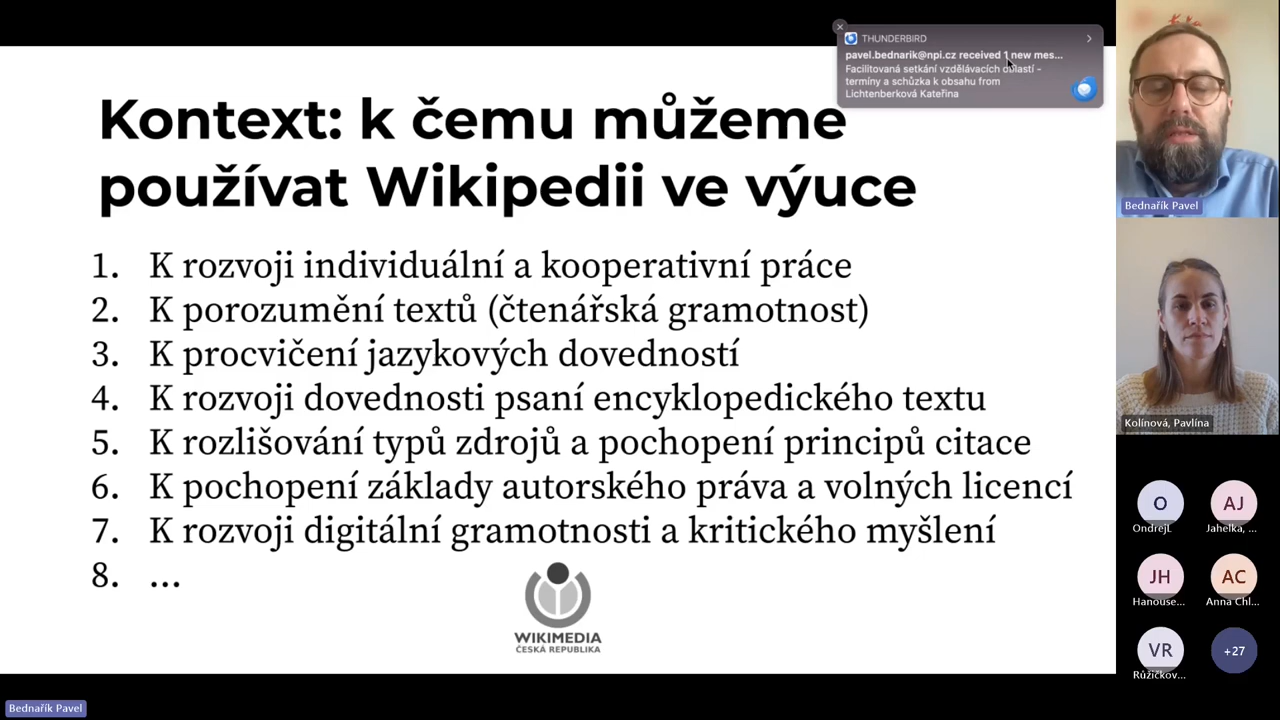 THUNDERBIRD
pavel.bednarik@npi.cz received 1 new mes...
Facilitovaná setkání vzdělávacích oblastí -
termíny a schůzka k obsahu from
Lichtenberková Kateřina
Kontext: k čemu můžeme
používat Wikipedii ve výuce
1. K rozvoji individuální a kooperativní práce
2. K porozumění textů (čtenářská gramotnost)
3. K procvičení jazykových dovedností
4. K rozvoji dovednosti psaní encyklopedického textu
5. K rozlišování typů zdrojů a pochopení principů citace
6. K pochopení základy autorského práva a volných licencí
7. K rozvoji digitální gramotnosti a kritického myšlení
8. ...
WIKIMEDIA
ČESKÁ REPUBLIKA
Bednařík Pavel
Kolínová, Pavlína
O
OndrejL
AJ
Jahelka, ...
JH
Hanouse...
AC
Anna Chl...
VR
Růžičkov...
+27
Bednařík Pavel